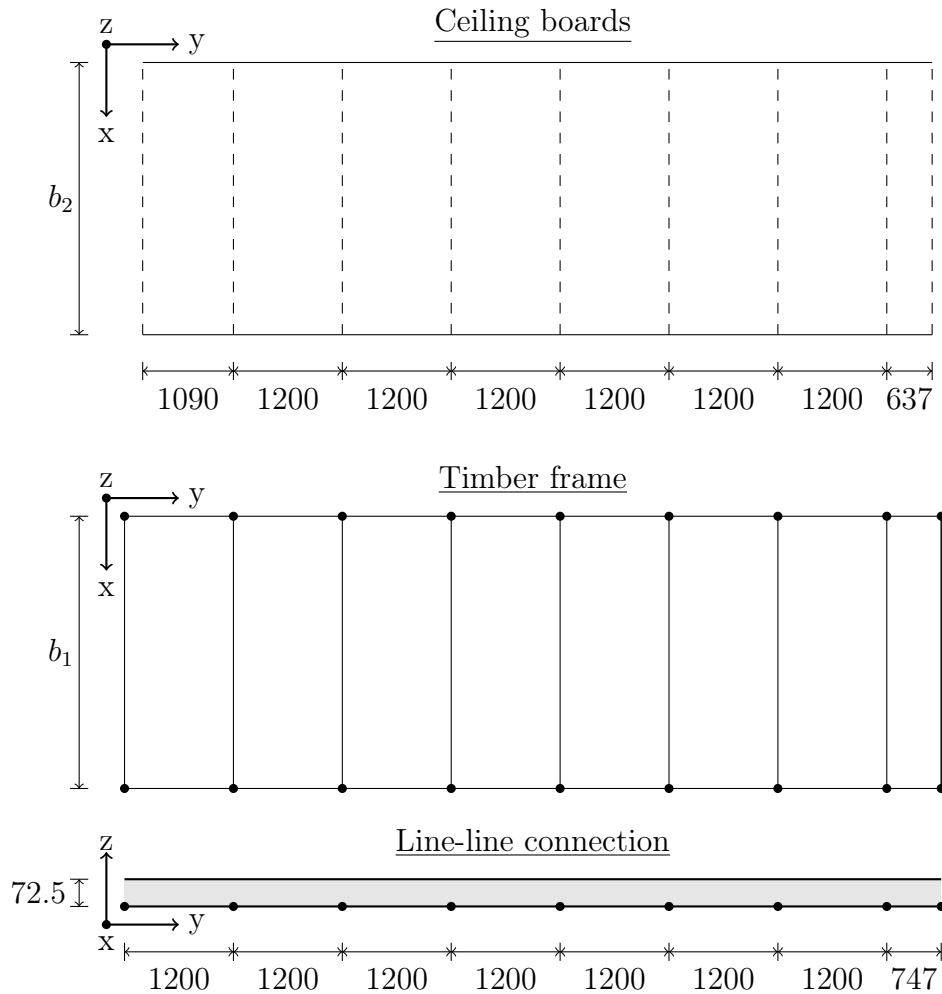 Ceiling boards
z
y
x
b₂
1090 1200 1200 1200 1200 1200 1200 637
Timber frame
z
y
x
b₁
Line-line connection
z
72.5
y
x
1200 1200 1200 1200 1200 1200 1200 747